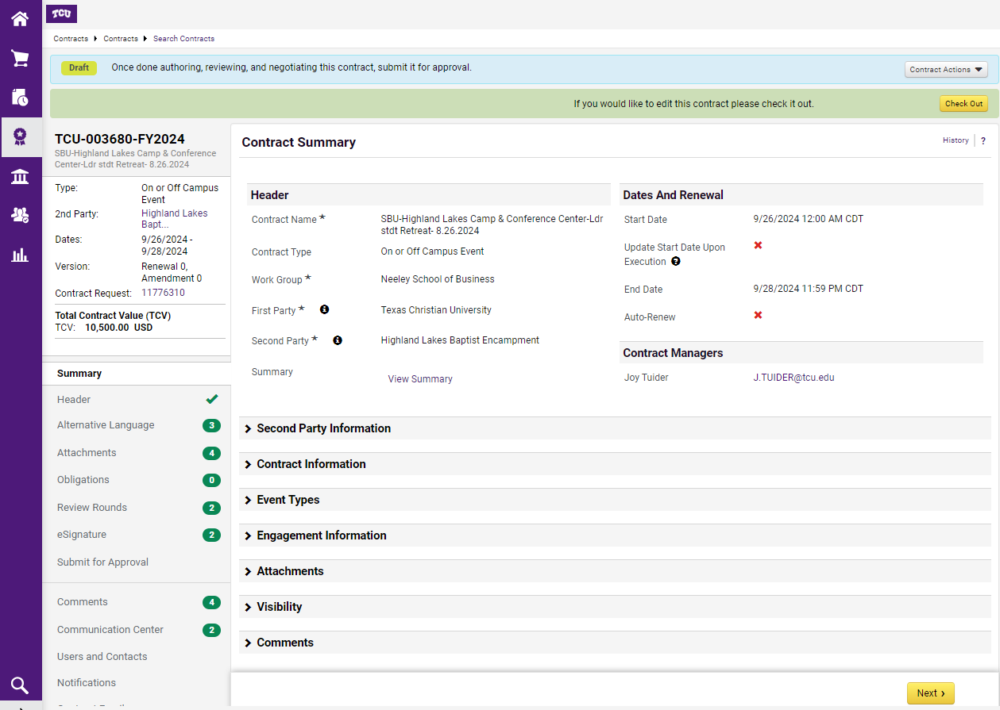 TCU
Contracts Contracts Search Contracts
Draft Once done authoring, reviewing, and negotiating this contract, submit it for approval. Contract Actions
If you would like to edit this contract please check it out. Check Out
TCU-003680-FY2024
SBU-Highland Lakes Camp & Conference
Center-Ldr stdt Retreat- 8.26.2024
Type: On or Off Campus
Event
2nd Party: Highland Lakes
Bapt...
Dates: 9/26/2024 -
9/28/2024
Version: Renewal 0,
Amendment 0
Contract Request: 11776310
Total Contract Value (TCV)
TCV: 10,500.00 USD
Summary
Header
Alternative Language 3
Attachments 4
Obligations 0
Review Rounds 2
eSignature 2
Submit for Approval
Comments 4
Communication Center 2
Users and Contacts
Notifications
Contract Summary
History ?
Header
Contract Name * SBU-Highland Lakes Camp & Conference Center-Ldr
stdt Retreat- 8.26.2024
Contract Type On or Off Campus Event
Work Group * Neeley School of Business
First Party * Texas Christian University
Second Party * Highland Lakes Baptist Encampment
Summary View Summary
Dates And Renewal
Start Date 9/26/2024 12:00 AM CDT
Update Start Date Upon
Execution ?
End Date 9/28/2024 11:59 PM CDT
Auto-Renew
Contract Managers
Joy Tuider J.TUIDER@tcu.edu
Second Party Information
Contract Information
Event Types
Engagement Information
Attachments
Visibility
Comments
Next ›